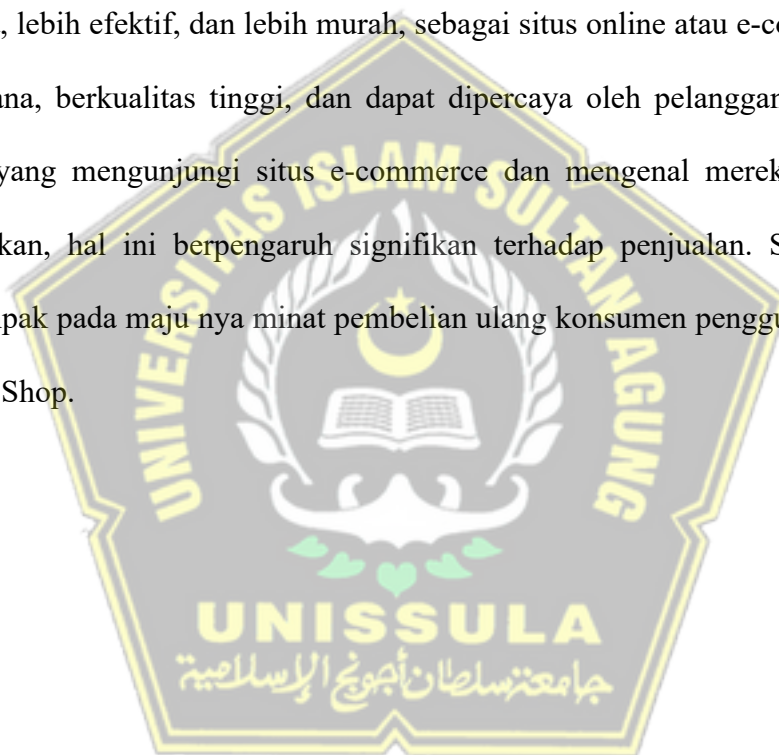 , lebih efektif, dan lebih murah, sebagai situs online atau e-co
ana, berkualitas tinggi, dan dapat dipercaya oleh pelanggan
yang mengunjungi situs e-commerce dan mengenal merek
kan, hal ini berpengaruh signifikan terhadap penjualan. S
pak pada maju nya minat pembelian ulang konsumen penggu
Shop.
UNIVERSITAS ISLAM SULTAN AGUNG
UNISSULA
جامعة سلطان أجونج الإسلامية